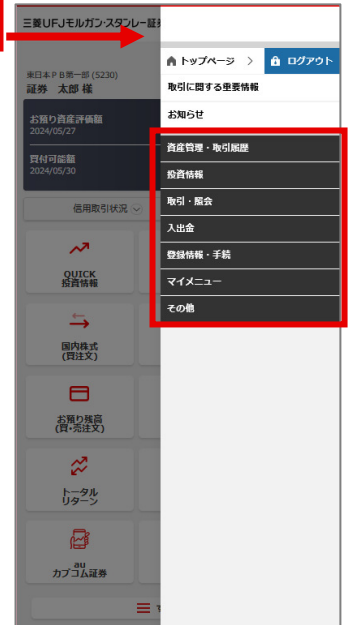 三菱UFJモルガン・スタンレー証
トップページ >
ログアウト
東日本ＰＢ第一部 (5230)
証券 太郎 様
取引に関する重要情報
お知らせ
お預り資産評価額
2024/05/27
買付可能額
2024/05/30
資産管理・取引履歴
投資情報
取引・照会
入出金
登録情報・手続
マイメニュー
その他
信用取引状況
QUICK
投資情報
国内株式
(買注文)
お預り残高
(買・売注文)
トータル
リターン
au
カブコム証券